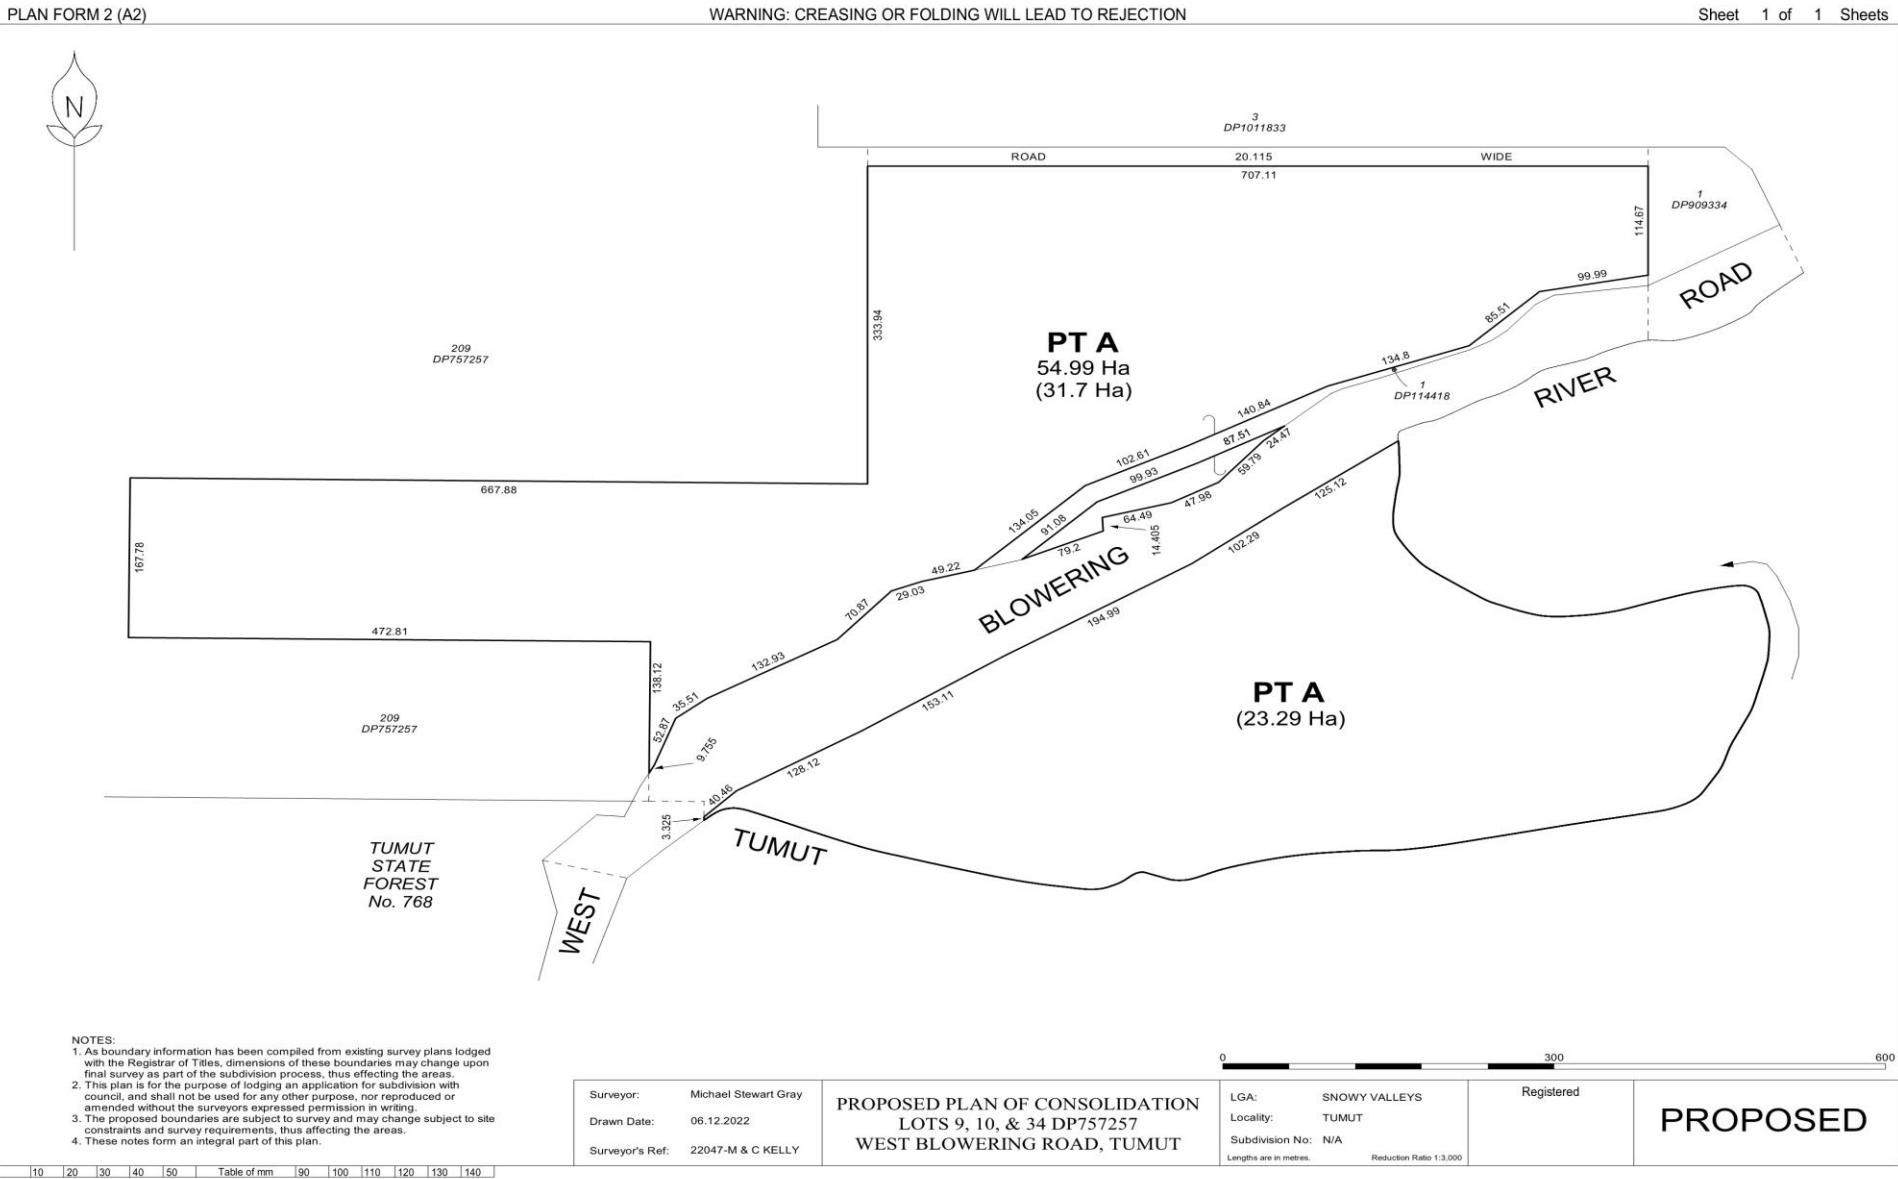 PLAN FORM 2 (A2)
WARNING: CREASING OR FOLDING WILL LEAD TO REJECTION
Sheet 1 of 1 Sheets
N
3
DP1011833
ROAD 20.115 WIDE
707.11
1
DP909334
114.67
99.99
ROAD
85.51
333.94
PT A
54.99 Ha
(31.7 Ha)
209
DP757257
134.8
1
DP114418
RIVER
140.84
87.51
24.47
102.61
99.93
59.79
667.88
125.12
47.98
64.49
134.05
91.08
14.405
79.2
102.29
167.78
49.22
29.03
BLOWERING
70.87
194.99
472.81
138.12
132.93
35.51
153.11
PT A
(23.29 Ha)
209
DP757257
52.87
9.755
128.12
40.46
3.325
TUMUT
TUMUT
STATE
FOREST
No. 768
WEST
NOTES:
1. As boundary information has been compiled from existing survey plans lodged
with the Registrar of Titles, dimensions of these boundaries may change upon
final survey as part of the subdivision process, thus effecting the areas.
2. This plan is for the purpose of lodging an application for subdivision with
council, and shall not be used for any other purpose, nor reproduced or
amended without the surveyors expressed permission in writing.
3. The proposed boundaries are subject to survey and may change subject to site
constraints and survey requirements, thus affecting the areas.
4. These notes form an integral part of this plan.
0 300 600
Surveyor: Michael Stewart Gray
Drawn Date: 06.12.2022
Surveyor's Ref: 22047-M & C KELLY
PROPOSED PLAN OF CONSOLIDATION
LOTS 9, 10, & 34 DP757257
WEST BLOWERING ROAD, TUMUT
LGA: SNOWY VALLEYS
Locality: TUMUT
Subdivision No: N/A
Lengths are in metres. Reduction Ratio 1:3,000
Registered
PROPOSED
10 20 30 40 50 Table of mm 90 100 110 120 130 140